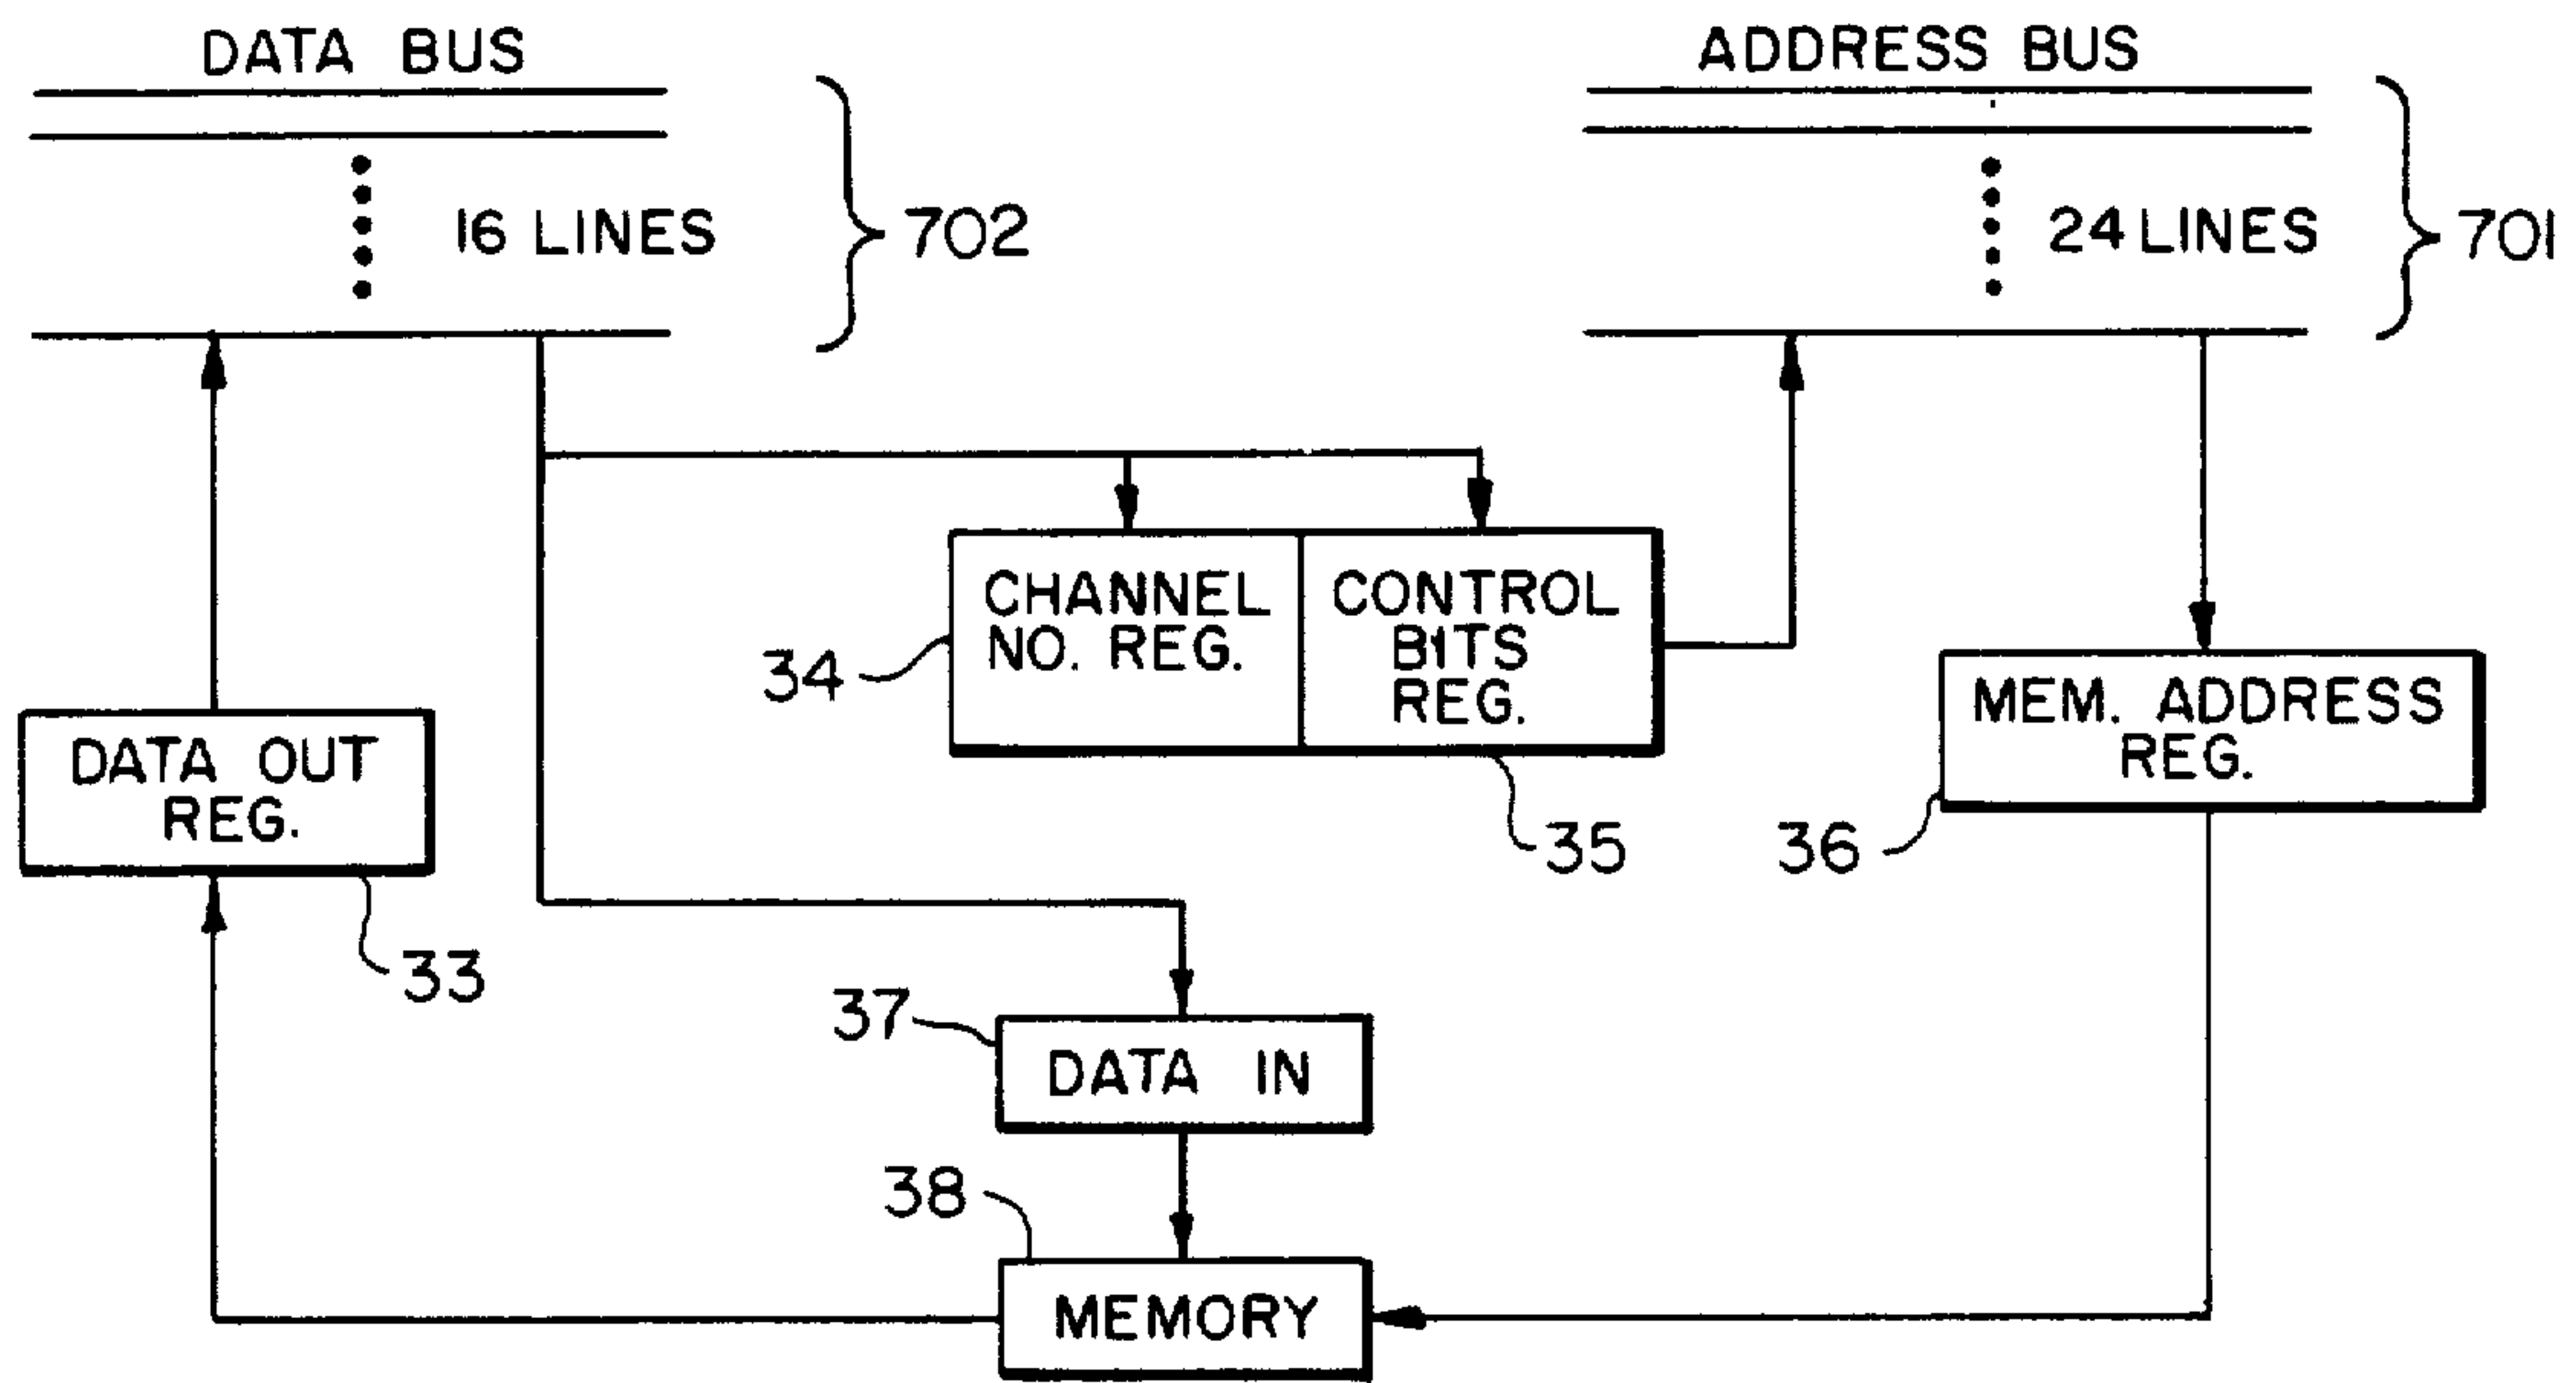 DATA BUS
ADDRESS BUS
16 LINES
702
24 LINES
701
CHANNEL
NO. REG.
CONTROL
BITS
REG.
34
35
MEM. ADDRESS
REG.
36
DATA OUT
REG.
33
37
DATA IN
38
MEMORY